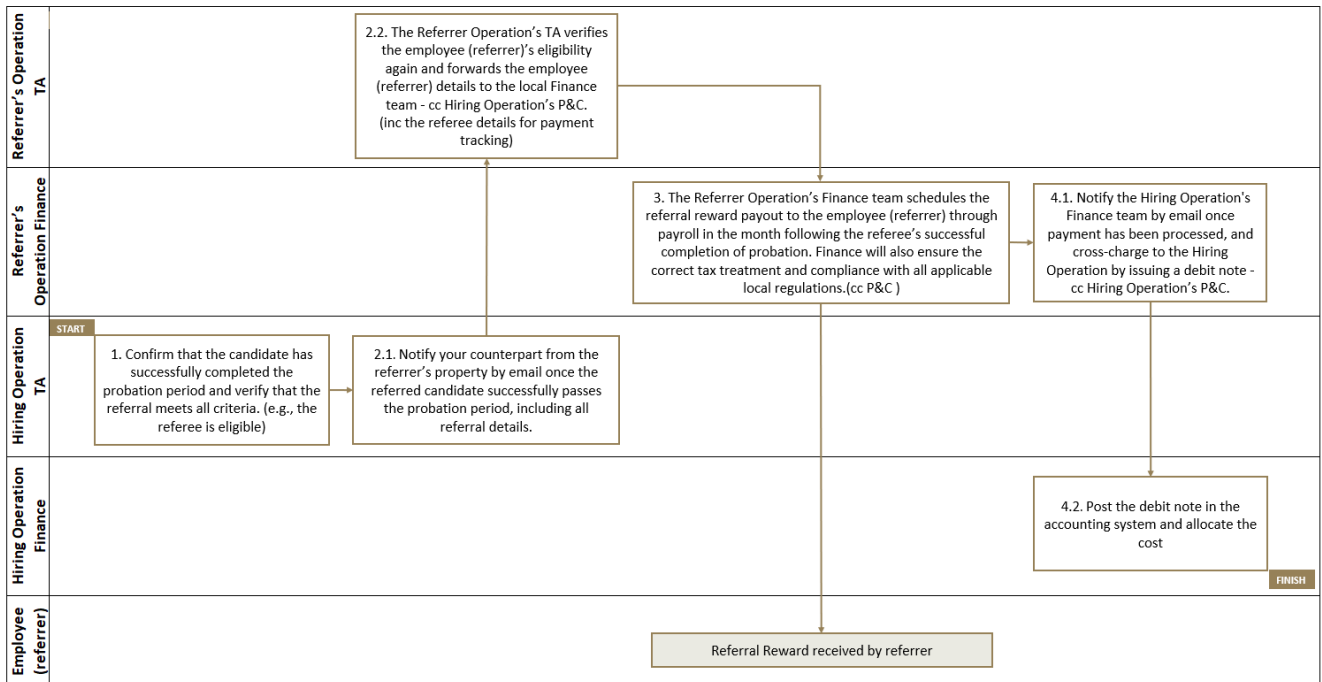 Referrer's Operation
TA
2.2. The Referrer Operation's TA verifies
the employee (referrer)'s eligibility
again and forwards the employee
(referrer) details to the local Finance
team - cc Hiring Operation's P&C.
(inc the referee details for payment
tracking)
Referrer's
Operation Finance
3. The Referrer Operation's Finance team schedules the
referral reward payout to the employee (referrer) through
payroll in the month following the referee's successful
completion of probation. Finance will also ensure the
correct tax treatment and compliance with all applicable
local regulations.(cc P&C )
4.1. Notify the Hiring Operation's
Finance team by email once
payment has been processed, and
cross-charge to the Hiring
Operation by issuing a debit note -
cc Hiring Operation's P&C.
Hiring Operation
TA
START
1. Confirm that the candidate has
successfully completed the
probation period and verify that the
referral meets all criteria. (e.g., the
referee is eligible)
2.1. Notify your counterpart from the
referrer's property by email once the
referred candidate successfully passes
the probation period, including all
referral details.
Hiring Operation
Finance
4.2. Post the debit note in the
accounting system and allocate the
cost
FINISH
Employee
(referrer)
Referral Reward received by referrer